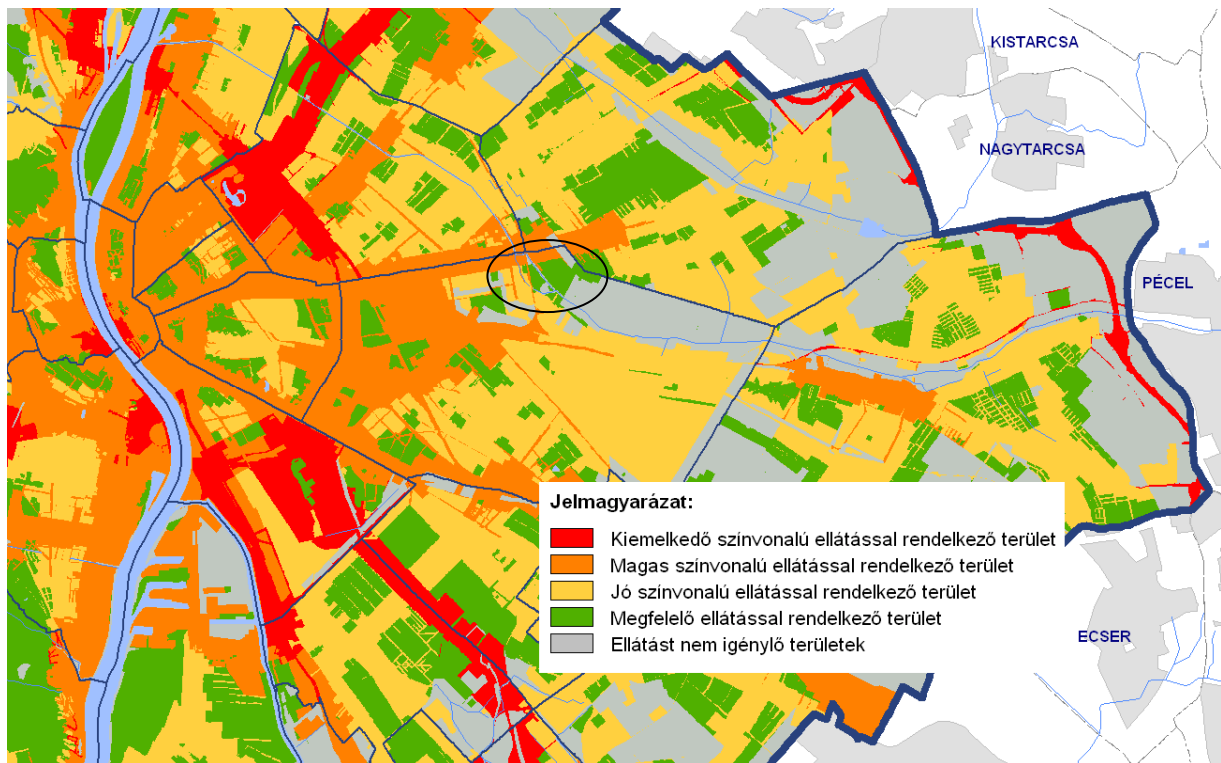 KISTARCSA
NAGYTARCSA
PÉCEL
Jelmagyarázat:
Kiemelkedő színvonalú ellátással rendelkező terület
Magas színvonalú ellátással rendelkező terület
Jó színvonalú ellátással rendelkező terület
Megfelelő ellátással rendelkező terület
Ellátást nem igénylő területek
ECSER